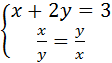 x + 2y = 3
x/y = y/x